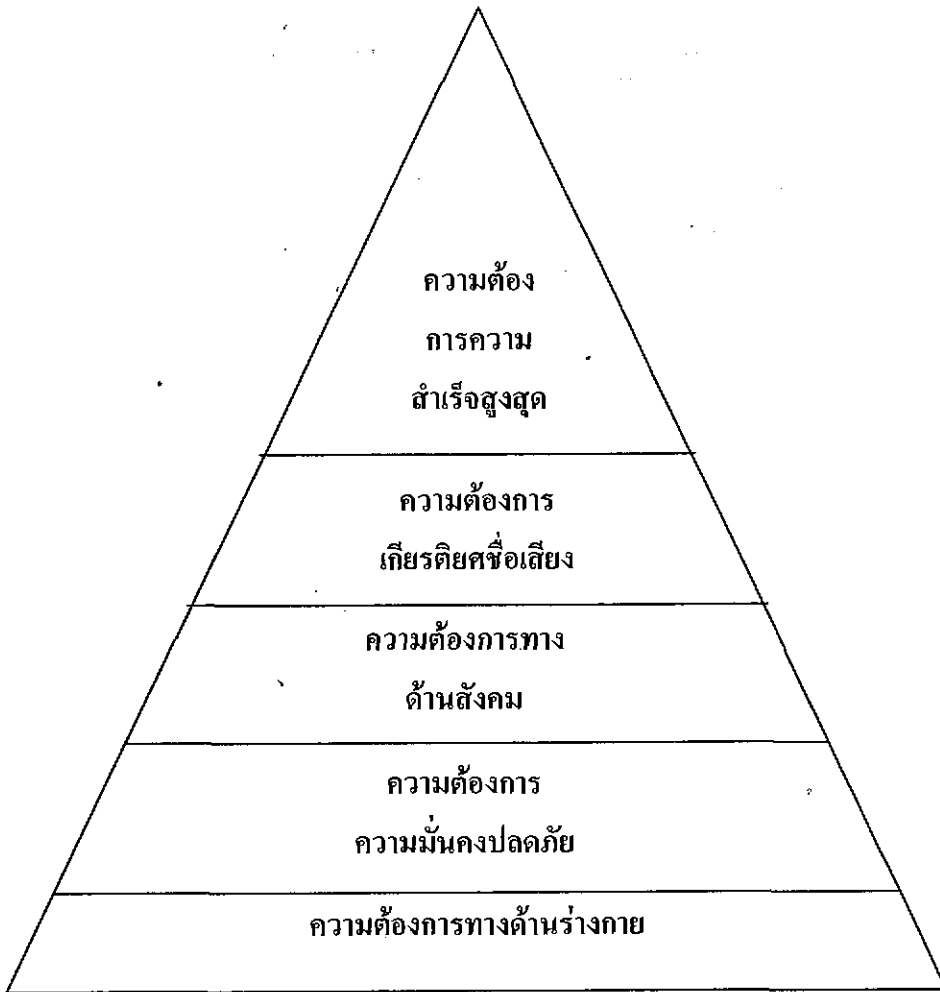 ความต้อง
การความ
สำเร็จสูงสุด
ความต้องการ
เกียรติยศชื่อเสียง
ความต้องการทาง
ด้านสังคม
ความต้องการ
ความมั่นคงปลดภัย
ความต้องการทางด้านร่างกาย